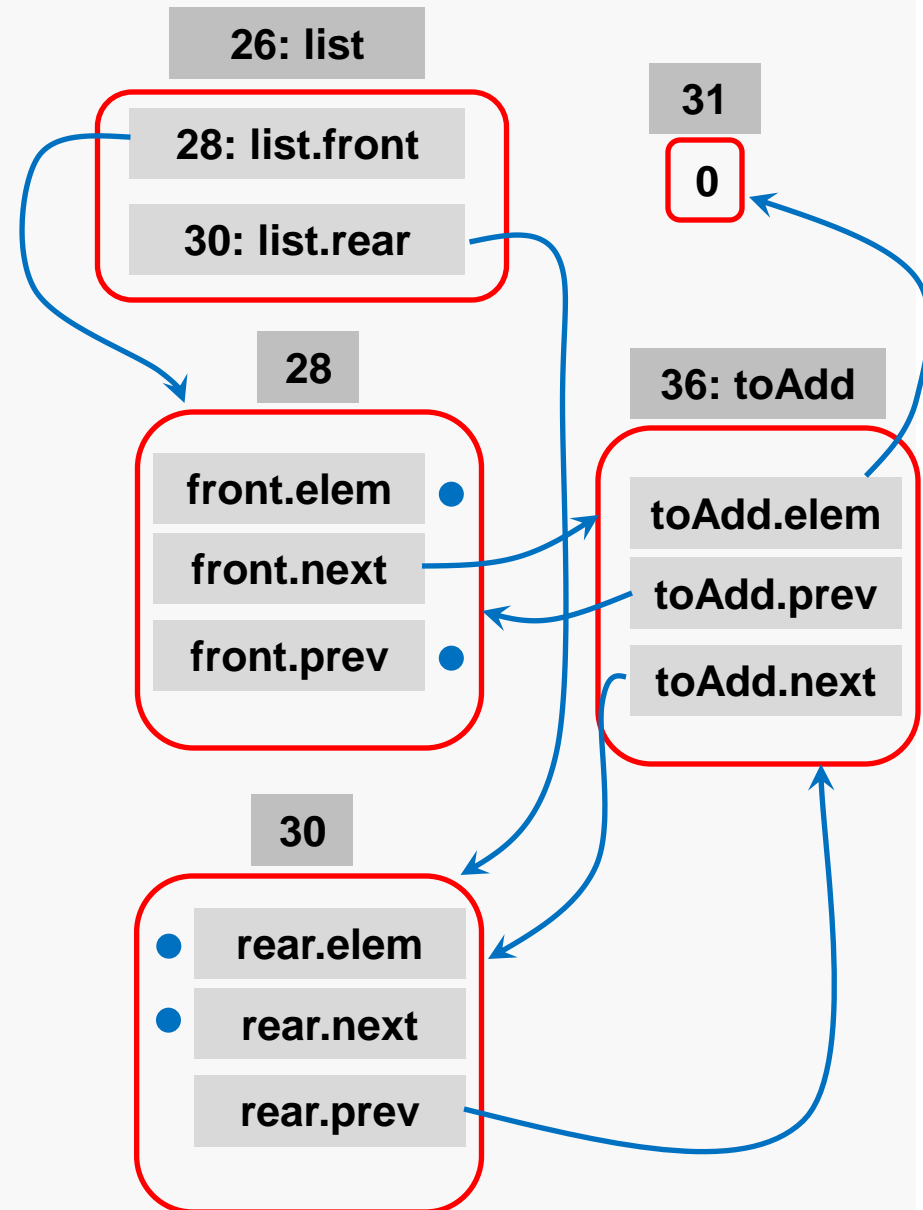 26: list
28: list.front
30: list.rear
31
0
28
front.elem
front.next
front.prev
36: toAdd
toAdd.elem
toAdd.prev
toAdd.next
30
rear.elem
rear.next
rear.prev